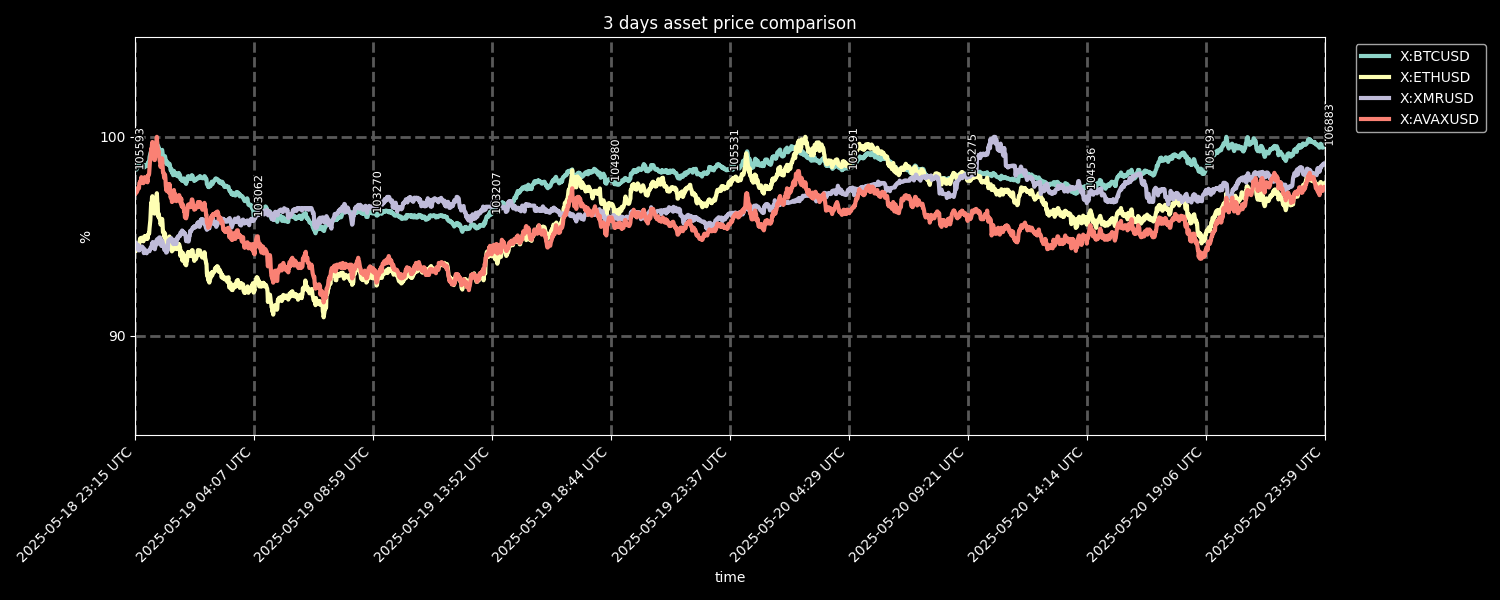 3 days asset price comparison
X:BTCUSD
X:ETHUSD
X:XMRUSD
X:AVAXUSD
100
90
%
105593
103062
103270
103207
104980
105531
105591
105275
104536
105593
106883
2025-05-18 23:15 UTC
2025-05-19 04:07 UTC
2025-05-19 08:59 UTC
2025-05-19 13:52 UTC
2025-05-19 18:44 UTC
2025-05-19 23:37 UTC
2025-05-20 04:29 UTC
2025-05-20 09:21 UTC
2025-05-20 14:14 UTC
2025-05-20 19:06 UTC
2025-05-20 23:59 UTC
time